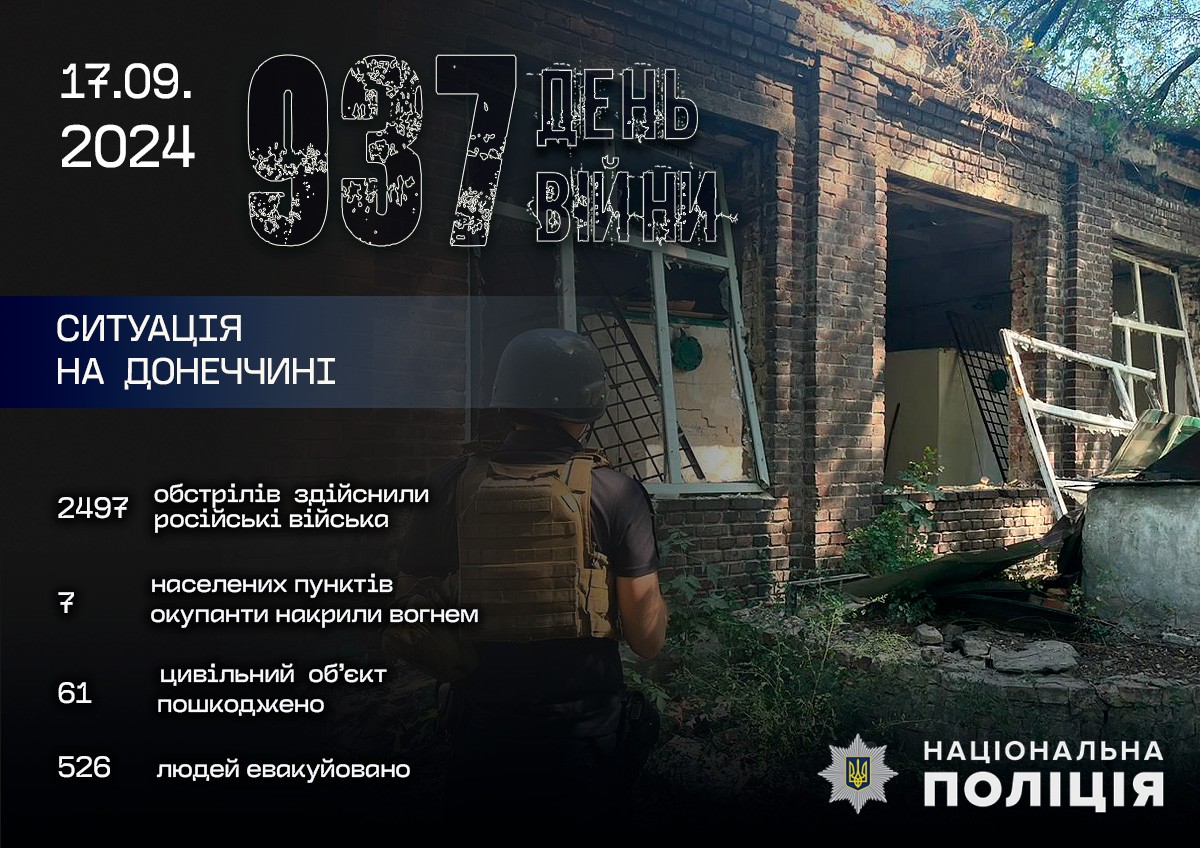 17.09.
2024
937
ДЕНЬ
ВІЙНИ
СИТУАЦІЯ
НА ДОНЕЧЧИНІ
2497 обстрілів здійснили
російські війська
7 населених пунктів
окупанти накрили вогнем
61 цивільний об’єкт
пошкоджено
526 людей евакуйовано
НАЦІОНАЛЬНА
ПОЛІЦІЯ